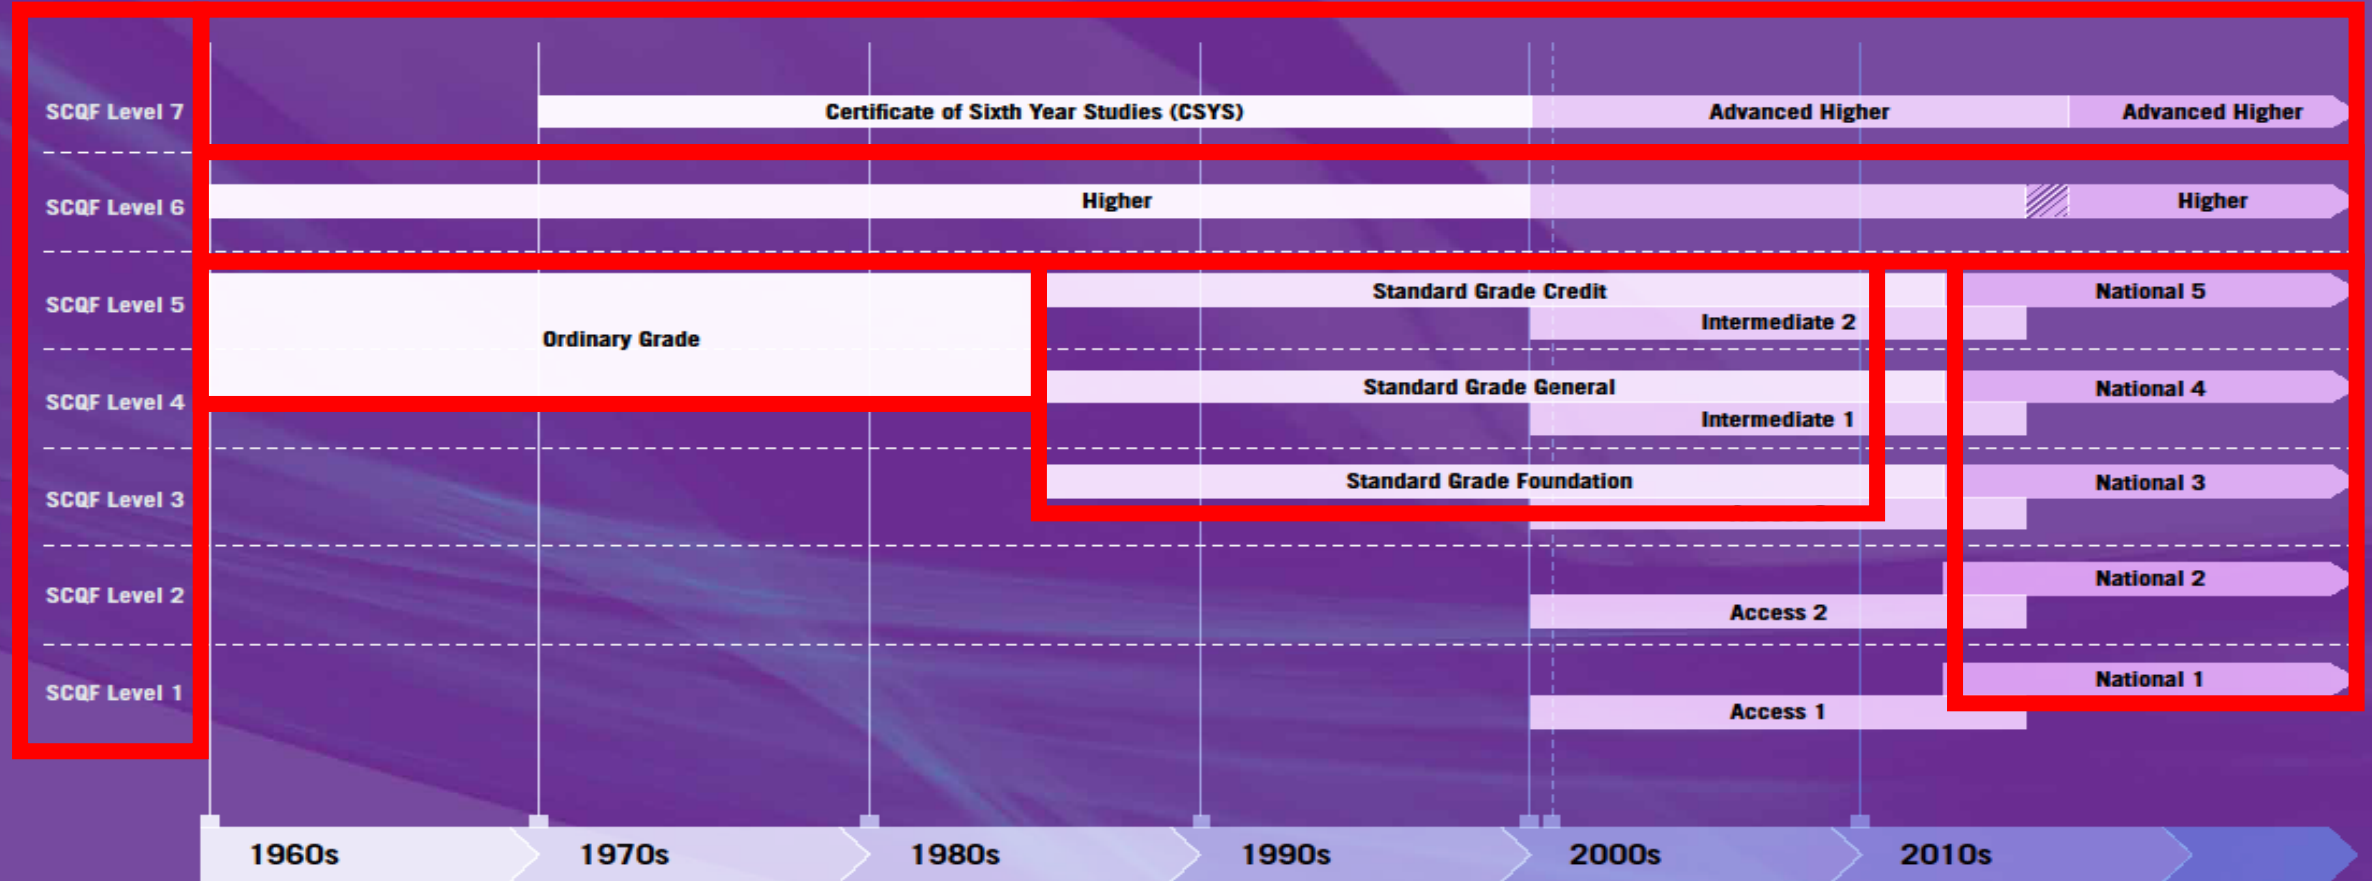 SCQF Level 7
Certificate of Sixth Year Studies (CSYS)
Advanced Higher
Advanced Higher
SCQF Level 6
Higher
Higher
SCQF Level 5
Ordinary Grade
Standard Grade Credit
Intermediate 2
National 5
SCQF Level 4
Standard Grade General
Intermediate 1
National 4
SCQF Level 3
Standard Grade Foundation
National 3
SCQF Level 2
National 2
Access 2
SCQF Level 1
National 1
Access 1
1960s
1970s
1980s
1990s
2000s
2010s